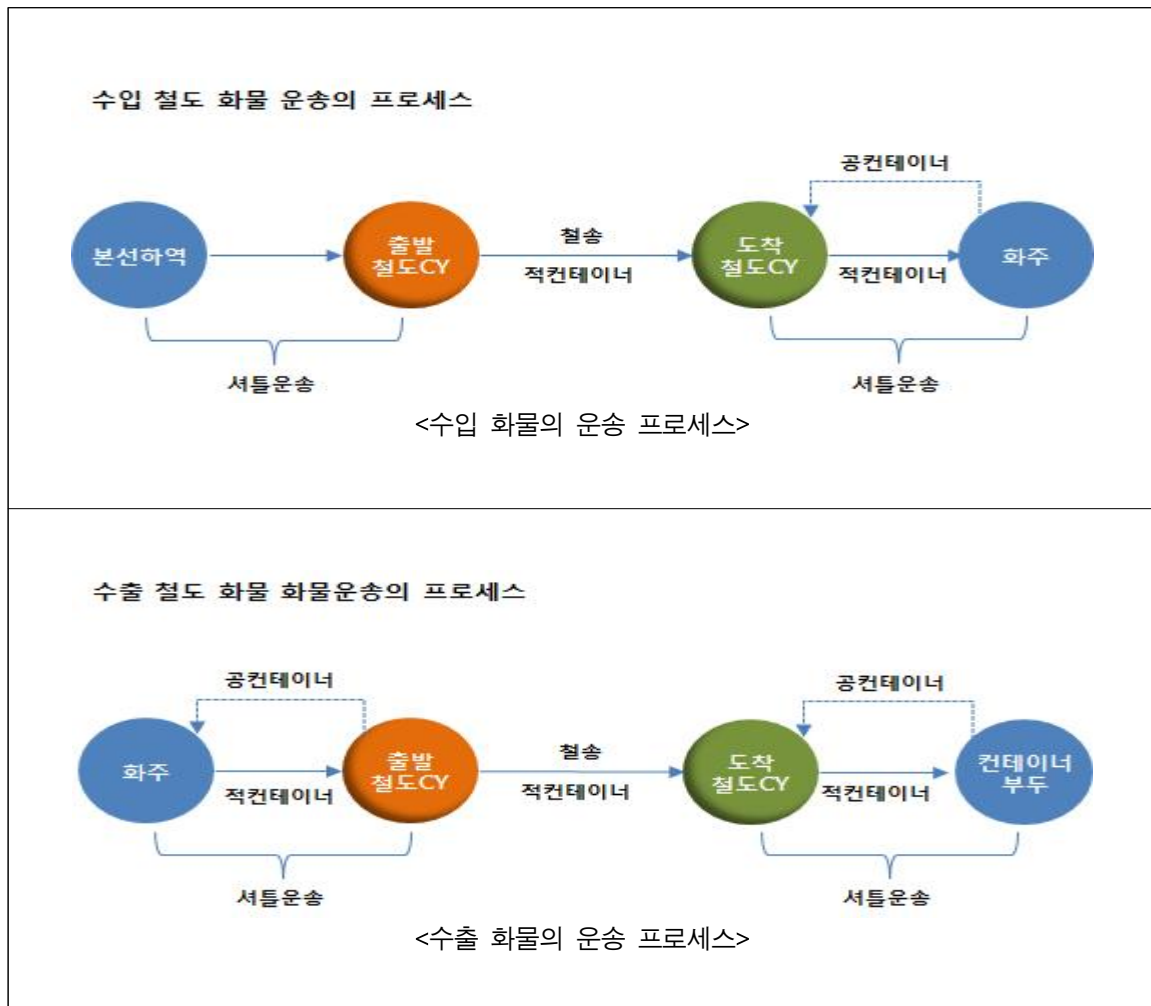 수입 철도 화물 운송의 프로세스
공컨테이너
본선하역
출발
철도CY
철송
적컨테이너
도착
철도CY
적컨테이너
화주
셔틀운송
셔틀운송
<수입 화물의 운송 프로세스>
수출 철도 화물 화물운송의 프로세스
공컨테이너
공컨테이너
화주
적컨테이너
출발
철도CY
철송
적컨테이너
도착
철도CY
적컨테이너
컨테이너
부두
셔틀운송
셔틀운송
<수출 화물의 운송 프로세스>